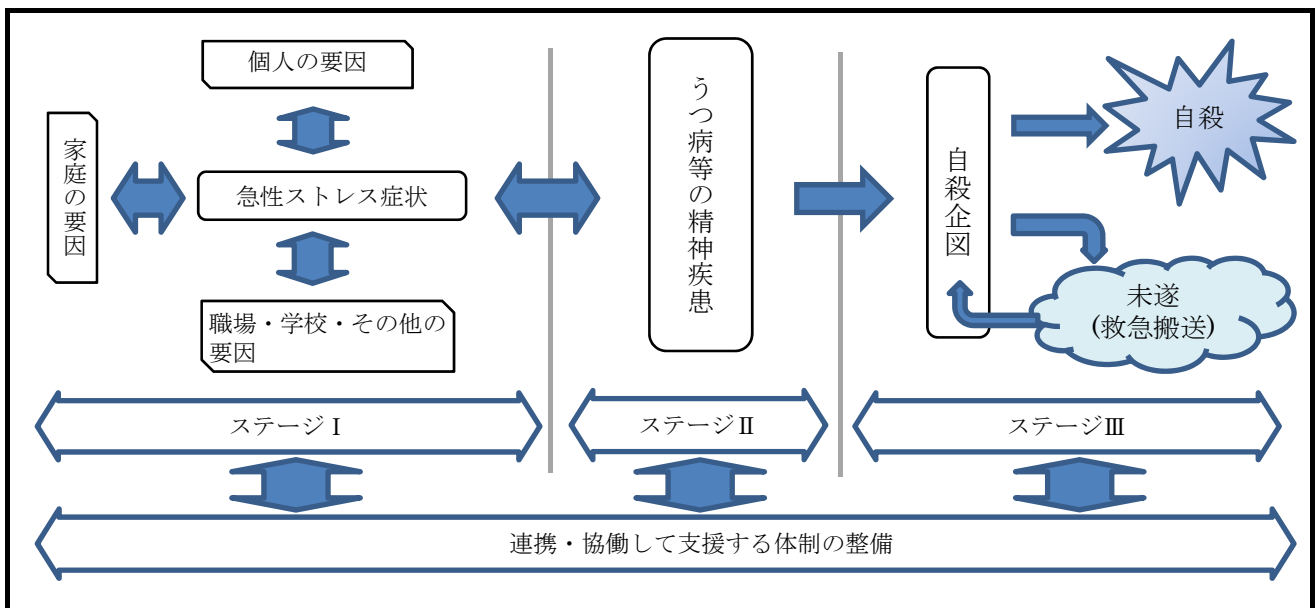 個人の要因
家庭の要因
急性ストレス症状
職場・学校・その他の
要因
うつ病等の精神疾患
自殺企図
自殺
未遂
(救急搬送)
ステージⅠ
ステージⅡ
ステージⅢ
連携・協働して支援する体制の整備